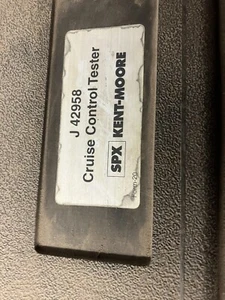 J 42958
Cruise Control Tester
SPX KENT-MOORE